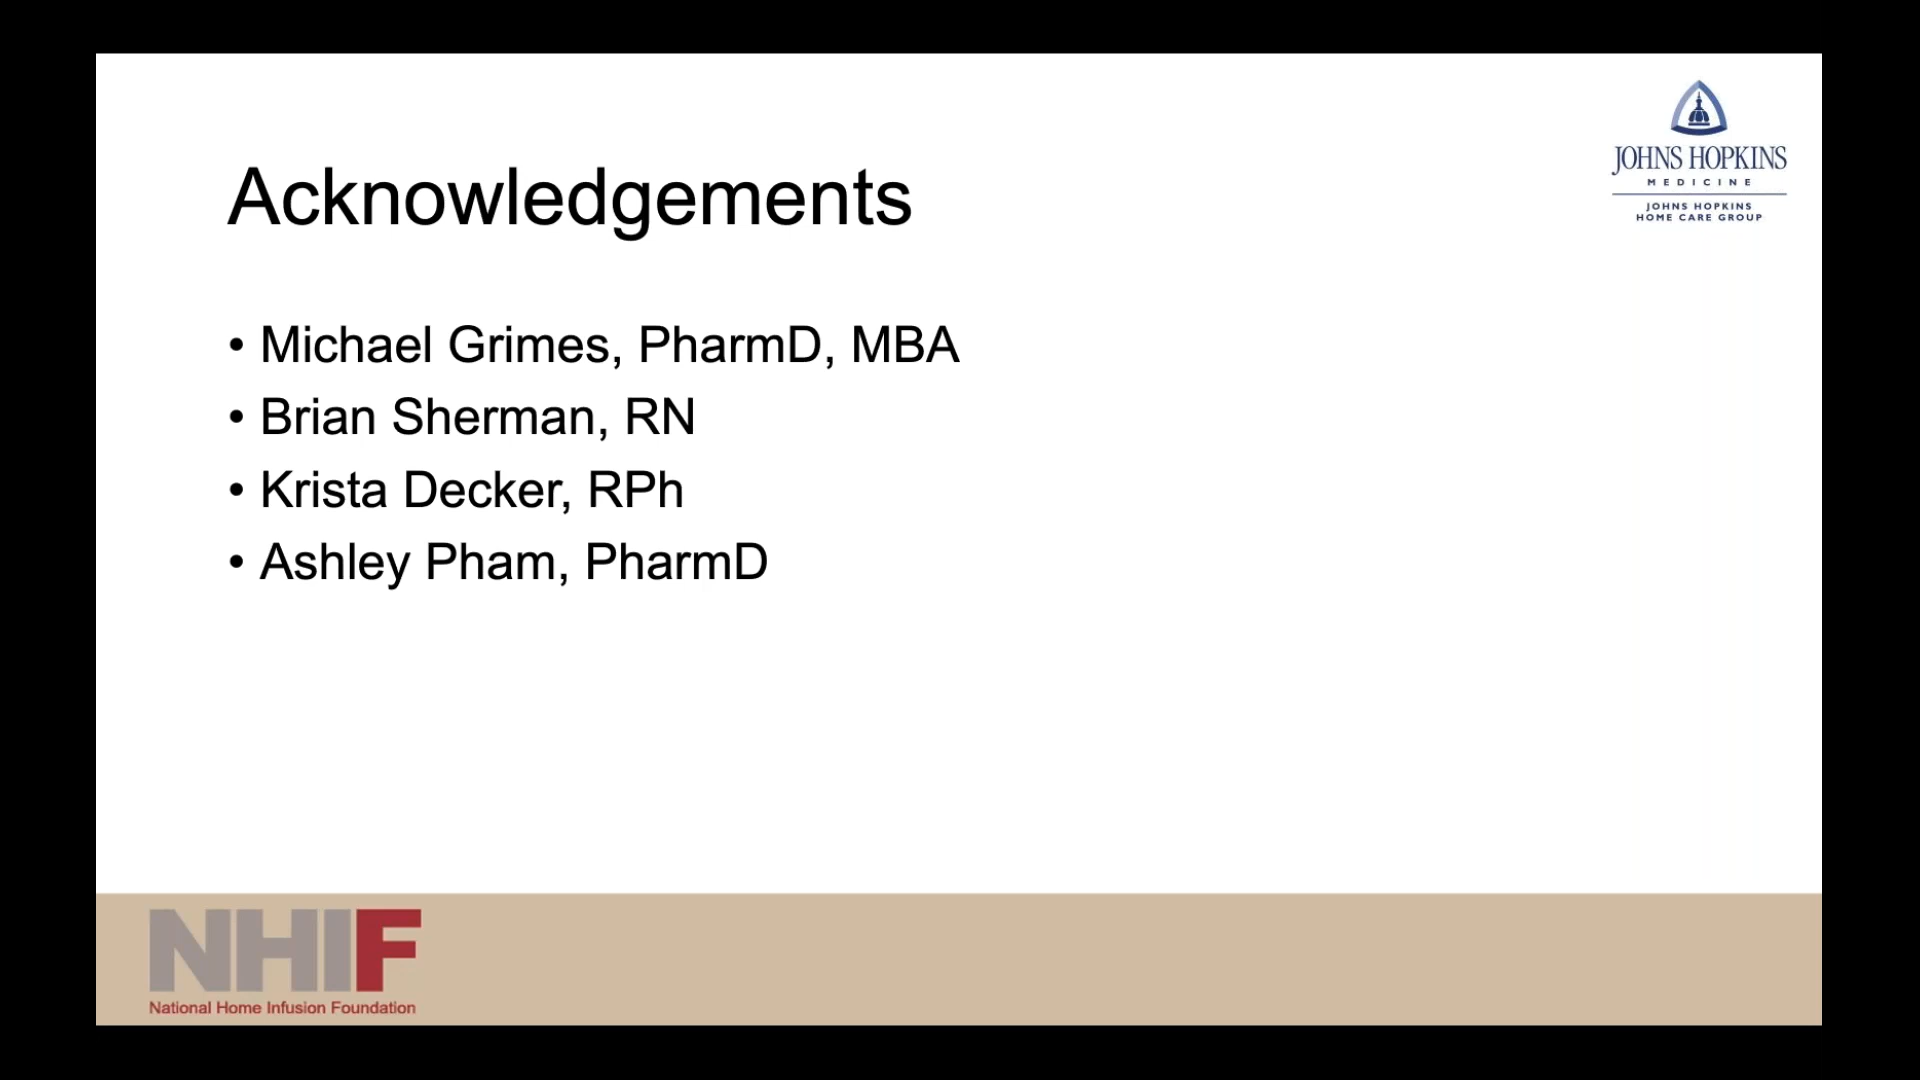 JOHNS HOPKINS
MEDICINE
JOHNS HOPKINS
HOME CARE GROUP
Acknowledgements
• Michael Grimes, PharmD, MBA
• Brian Sherman, RN
• Krista Decker, RPh
• Ashley Pham, PharmD
NHIF
National Home Infusion Foundation